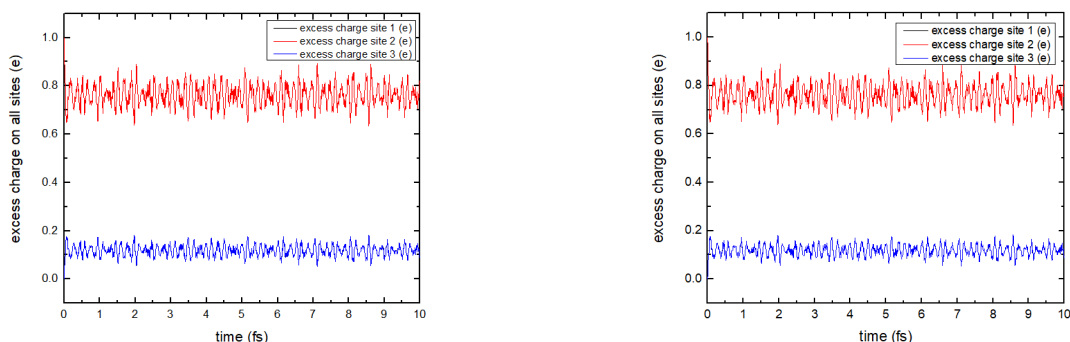 excess charge on all sites (e)
1.0
0.8
0.6
0.4
0.2
0.0
excess charge site 1 (e)
excess charge site 2 (e)
excess charge site 3 (e)
0 1 2 3 4 5 6 7 8 9 10
time (fs)
excess charge on all sites (e)
1.0
0.8
0.6
0.4
0.2
0.0
excess charge site 1 (e)
excess charge site 2 (e)
excess charge site 3 (e)
0 1 2 3 4 5 6 7 8 9 10
time (fs)